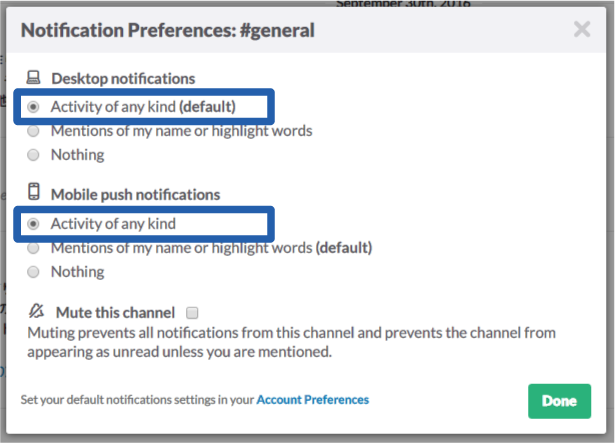 September 30th, 2016
Notification Preferences: #general
Desktop notifications
Activity of any kind (default)
Mentions of my name or highlight words
Nothing
Mobile push notifications
Activity of any kind
Mentions of my name or highlight words (default)
Nothing
Mute this channel
Muting prevents all notifications from this channel and prevents the channel from
appearing as unread unless you are mentioned.
Set your default notifications settings in your Account Preferences
Done